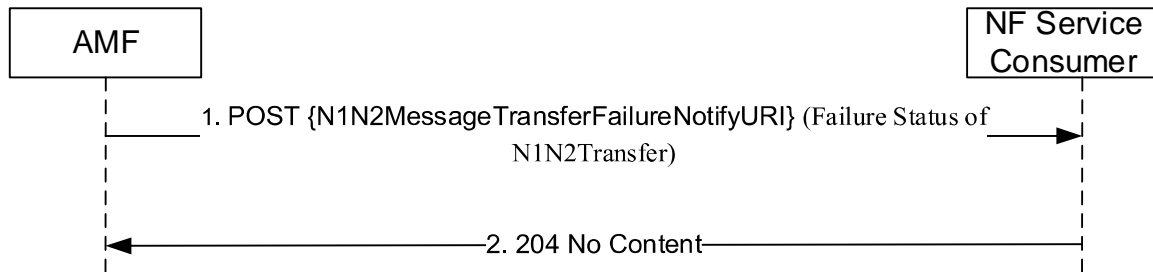 AMF
NF Service
Consumer
1. POST {N1N2MessageTransferFailureNotifyURI} (Failure Status of
N1N2Transfer)
2. 204 No Content